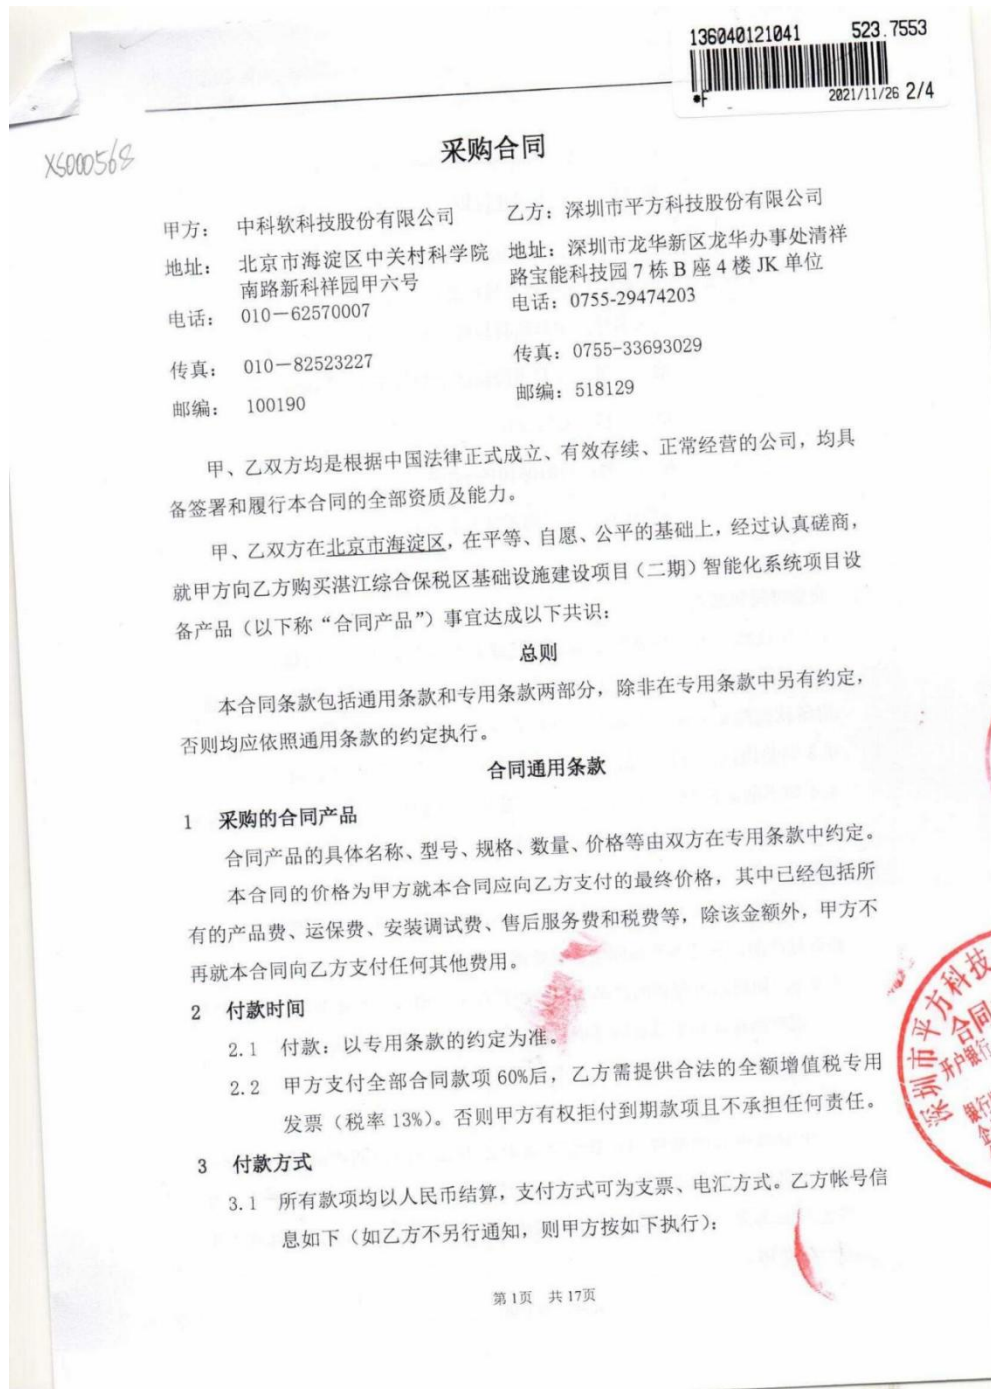 136040121041 523.7553
•F 2021/11/26 2/4
XS000568
采购合同
甲方： 中科软科技股份有限公司 乙方：深圳市平方科技股份有限公司
地址： 北京市海淀区中关村科学院 地址：深圳市龙华新区龙华办事处清祥
南路新科祥园甲六号 路宝能科技园 7 栋 B 座 4 楼 JK 单位
电话： 010－62570007 电话：0755-29474203
传真： 010－82523227 传真：0755-33693029
邮编： 100190 邮编：518129
甲、乙双方均是根据中国法律正式成立、有效存续、正常经营的公司，均具
备签署和履行本合同的全部资质及能力。
甲、乙双方在北京市海淀区，在平等、自愿、公平的基础上，经过认真磋商，
就甲方向乙方购买湛江综合保税区基础设施建设项目（二期）智能化系统项目设
备产品（以下称“合同产品”）事宜达成以下共识：
总则
本合同条款包括通用条款和专用条款两部分，除非在专用条款中另有约定，
否则均应依照通用条款的约定执行。
合同通用条款
1 采购的合同产品
合同产品的具体名称、型号、规格、数量、价格等由双方在专用条款中约定。
本合同的价格为甲方就本合同应向乙方支付的最终价格，其中已经包括所
有的产品费、运保费、安装调试费、售后服务费和税费等，除该金额外，甲方不
再就本合同向乙方支付任何其他费用。
2 付款时间
2.1 付款：以专用条款的约定为准。
2.2 甲方支付全部合同款项 60%后，乙方需提供合法的全额增值税专用
发票（税率 13%）。否则甲方有权拒付到期款项且不承担任何责任。
3 付款方式
3.1 所有款项均以人民币结算，支付方式可为支票、电汇方式。乙方帐号信
息如下（如乙方不另行通知，则甲方按如下执行）：
深圳市平方科技
合同
开户银行
银行
第 1页 共 17页